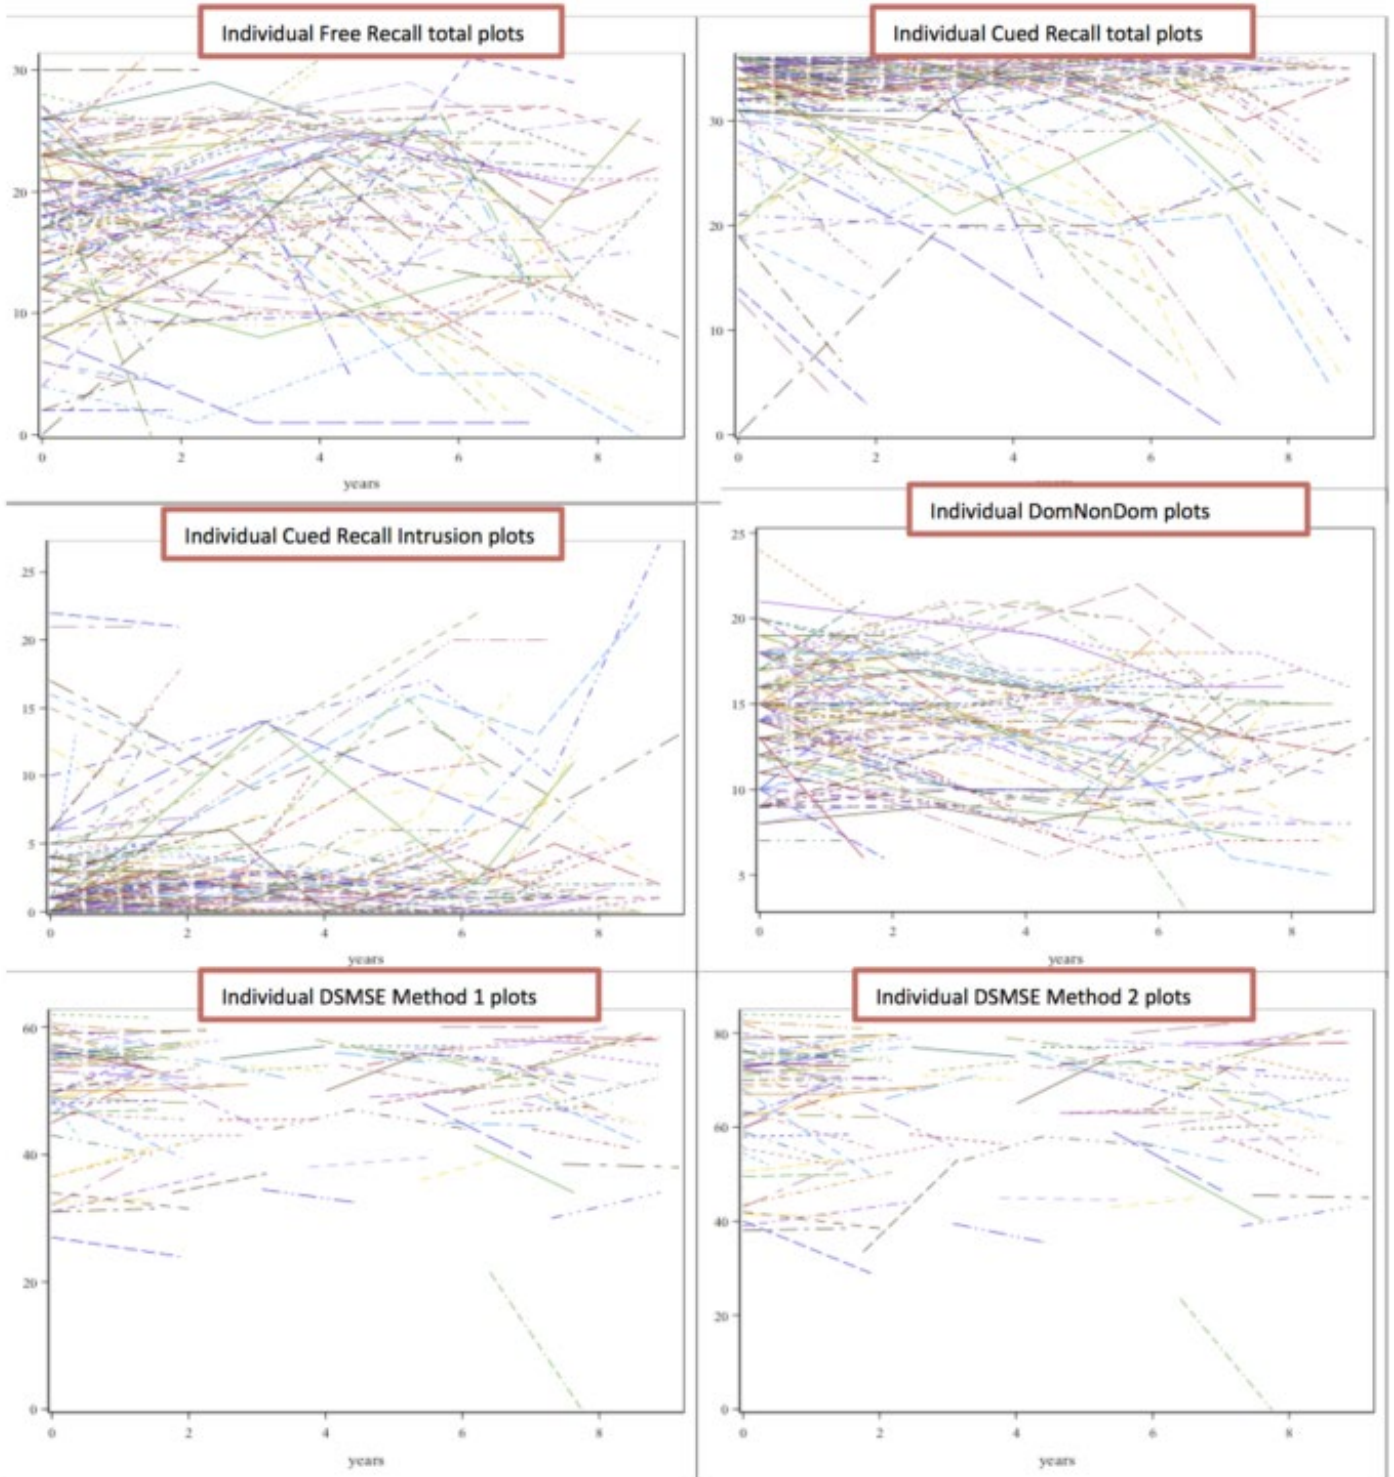 Individual Free Recall total plots
30
20
10
0
0 2 4 6 8
years
Individual Cued Recall total plots
30
20
10
0
0 2 4 6 8
Individual Cued Recall Intrusion plots
25
20
15
10
5
0
0 2 4 6 8
years
Individual DomNonDom plots
25
20
15
10
5
0 2 4 6 8
years
Individual DSMSE Method 1 plots
60
40
20
0
0 2 4 6 8
years
Individual DSMSE Method 2 plots
80
60
40
20
0
0 2 4 6 8
years